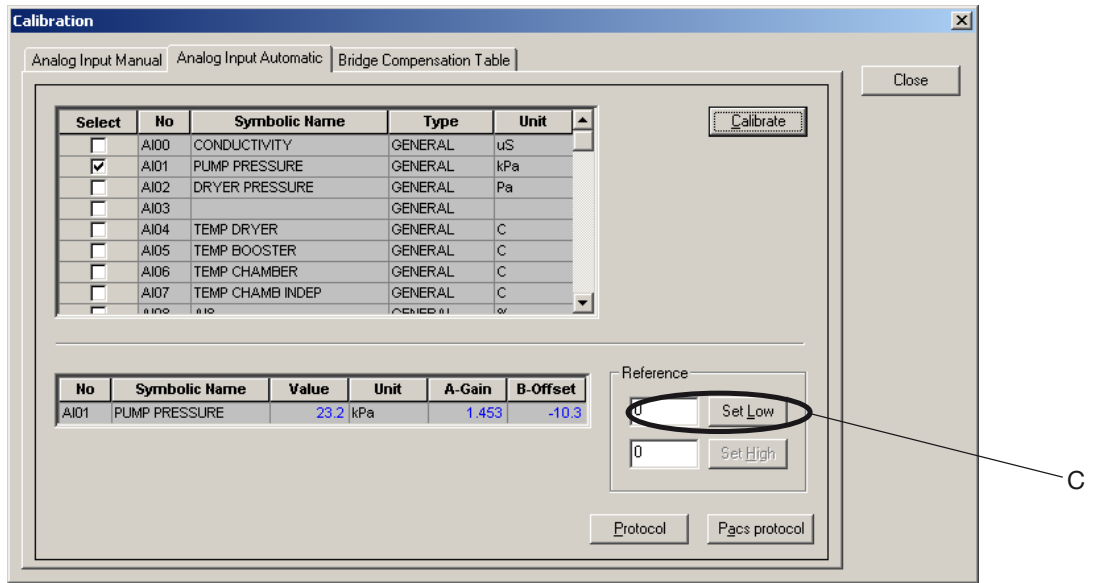 Calibration
Analog Input Manual Analog Input Automatic Bridge Compensation Table
Close
Select No Symbolic Name Type Unit
Calibrate
AI00 CONDUCTIVITY GENERAL uS
AI01 PUMP PRESSURE GENERAL kPa
AI02 DRYER PRESSURE GENERAL Pa
AI03 GENERAL
AI04 TEMP DRYER GENERAL C
AI05 TEMP BOOSTER GENERAL C
AI06 TEMP CHAMBER GENERAL C
AI07 TEMP CHAMB INDEP GENERAL C
AI08 AI8 GENERAL %
Reference
No Symbolic Name Value Unit A-Gain B-Offset
AI01 PUMP PRESSURE 23.2 kPa 1.453 -10.3
0 Set Low
0 Set High
C
Protocol Pacs protocol